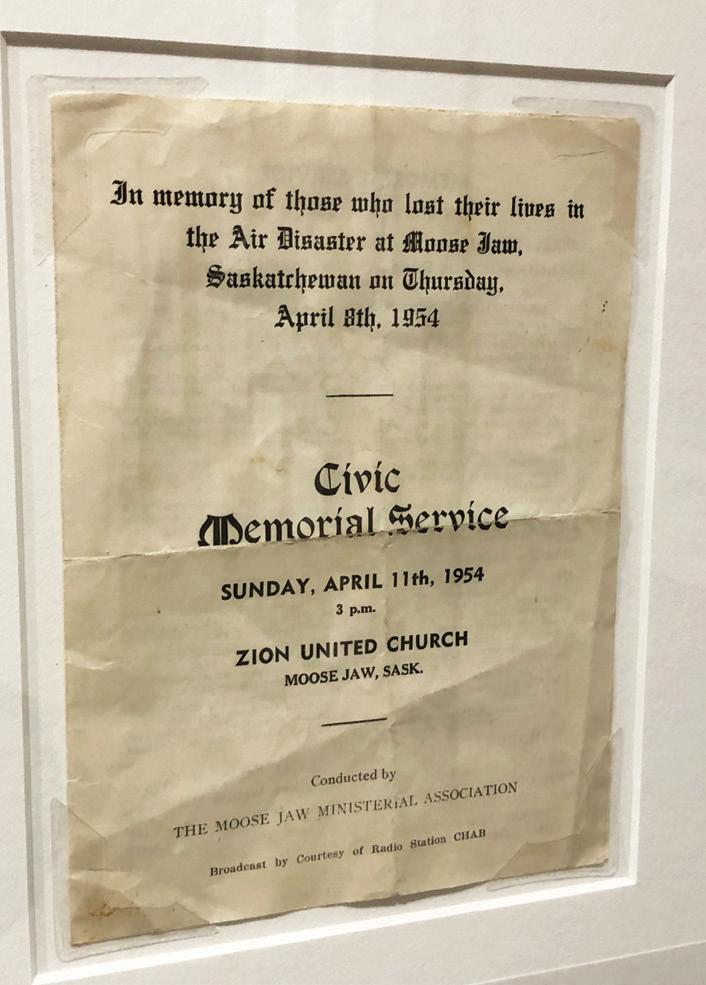 In memory of those who lost their lives in
the Air Disaster at Moose Jaw,
Saskatchewan on Thursday,
April 8th, 1954
Civic
Memorial Service
SUNDAY, APRIL 11th, 1954
3 p.m.
ZION UNITED CHURCH
MOOSE JAW, SASK.
Conducted by
THE MOOSE JAW MINISTERIAL ASSOCIATION
Broadcast by Courtesy of Radio Station CHAB